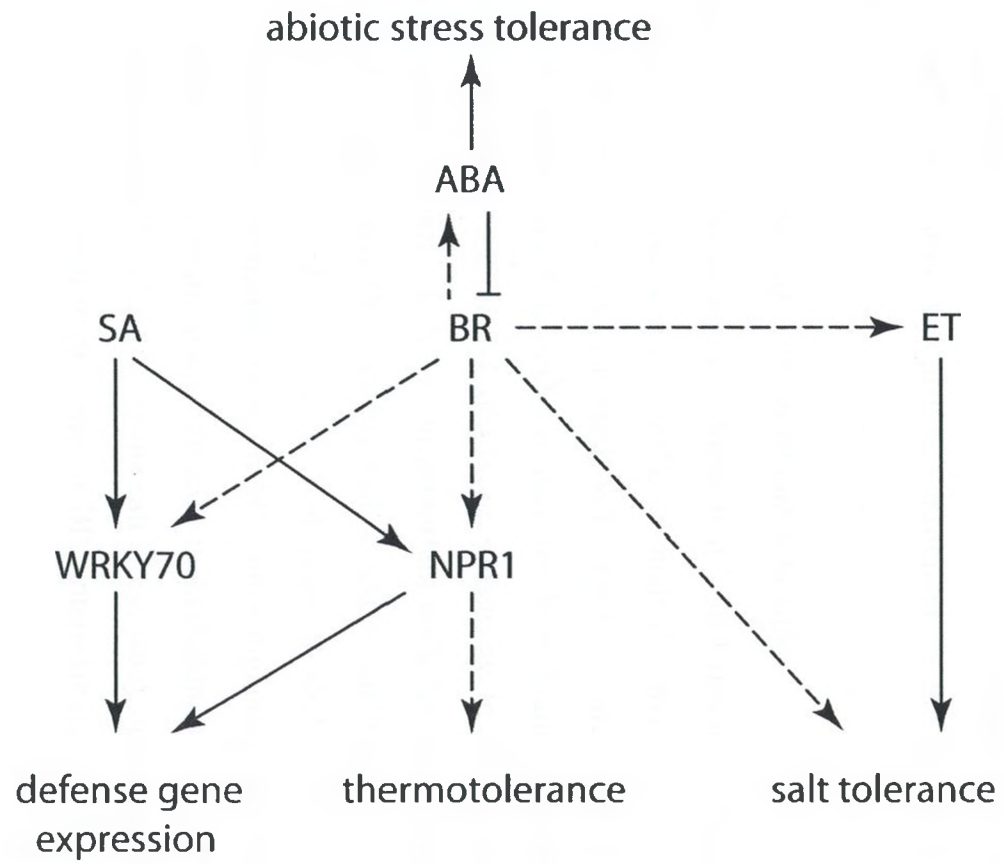 abiotic stress tolerance
ABA
SA BR ET
WRKY70 NPR1
defense gene expression
thermotolerance
salt tolerance